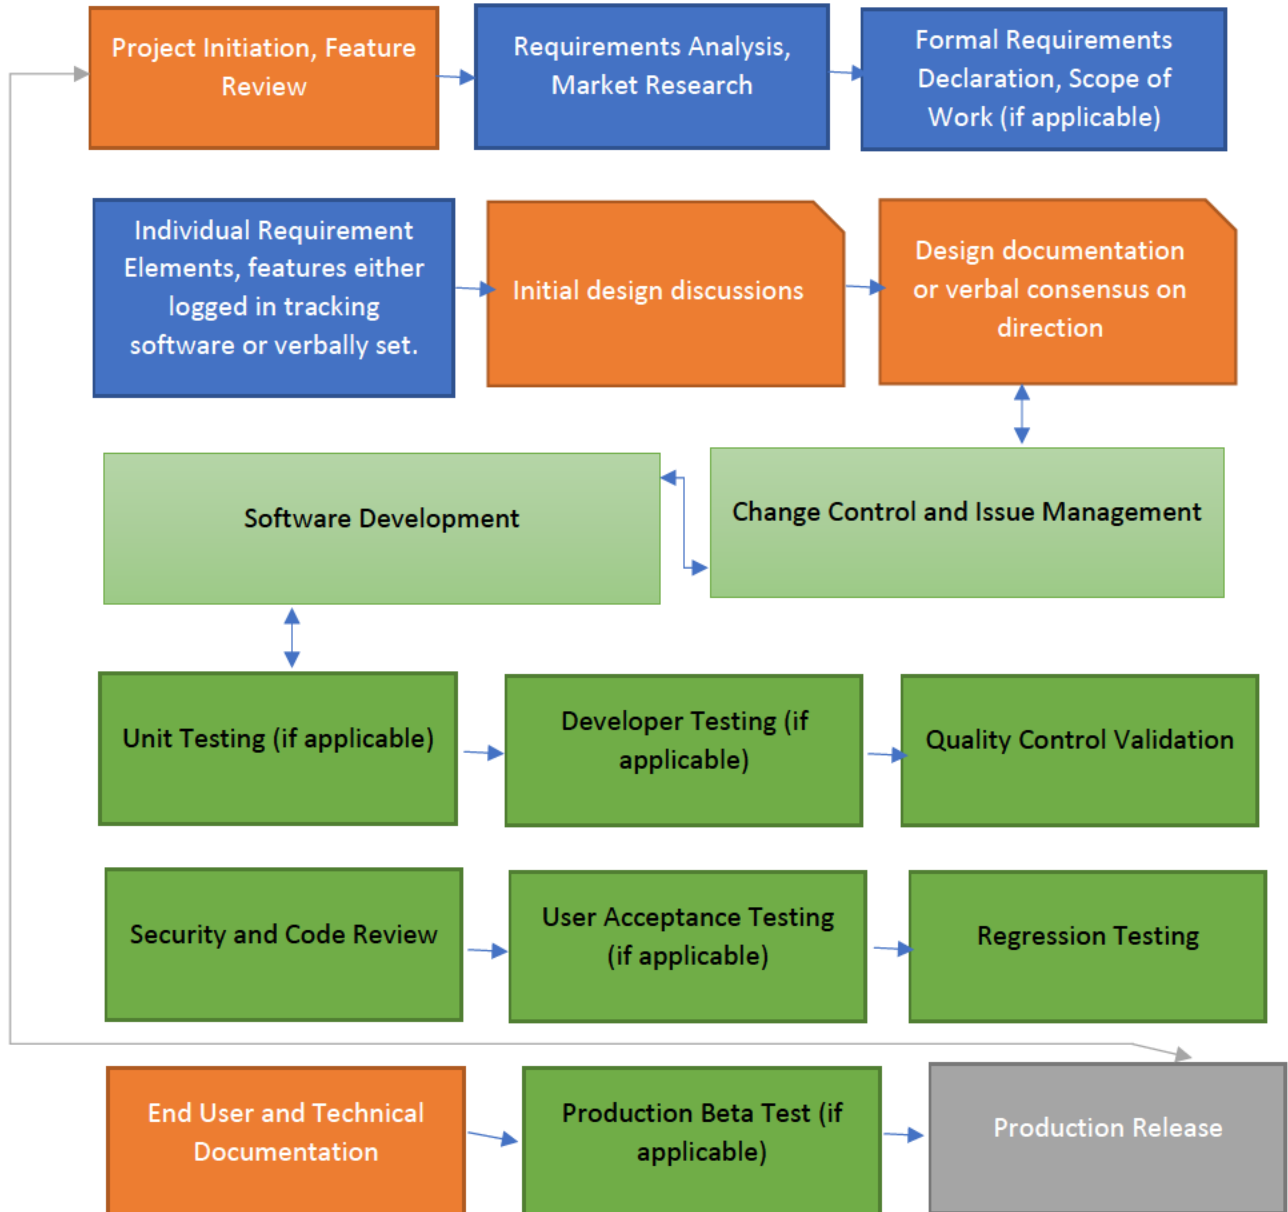 Project Initiation, Feature
Review
Requirements Analysis,
Market Research
Formal Requirements
Declaration, Scope of
Work (if applicable)
Individual Requirement
Elements, features either
logged in tracking
software or verbally set.
Initial design discussions
Design documentation
or verbal consensus on
direction
Software Development
Change Control and Issue Management
Unit Testing (if applicable)
Developer Testing (if
applicable)
Quality Control Validation
Security and Code Review
User Acceptance Testing
(if applicable)
Regression Testing
End User and Technical
Documentation
Production Beta Test (if
applicable)
Production Release